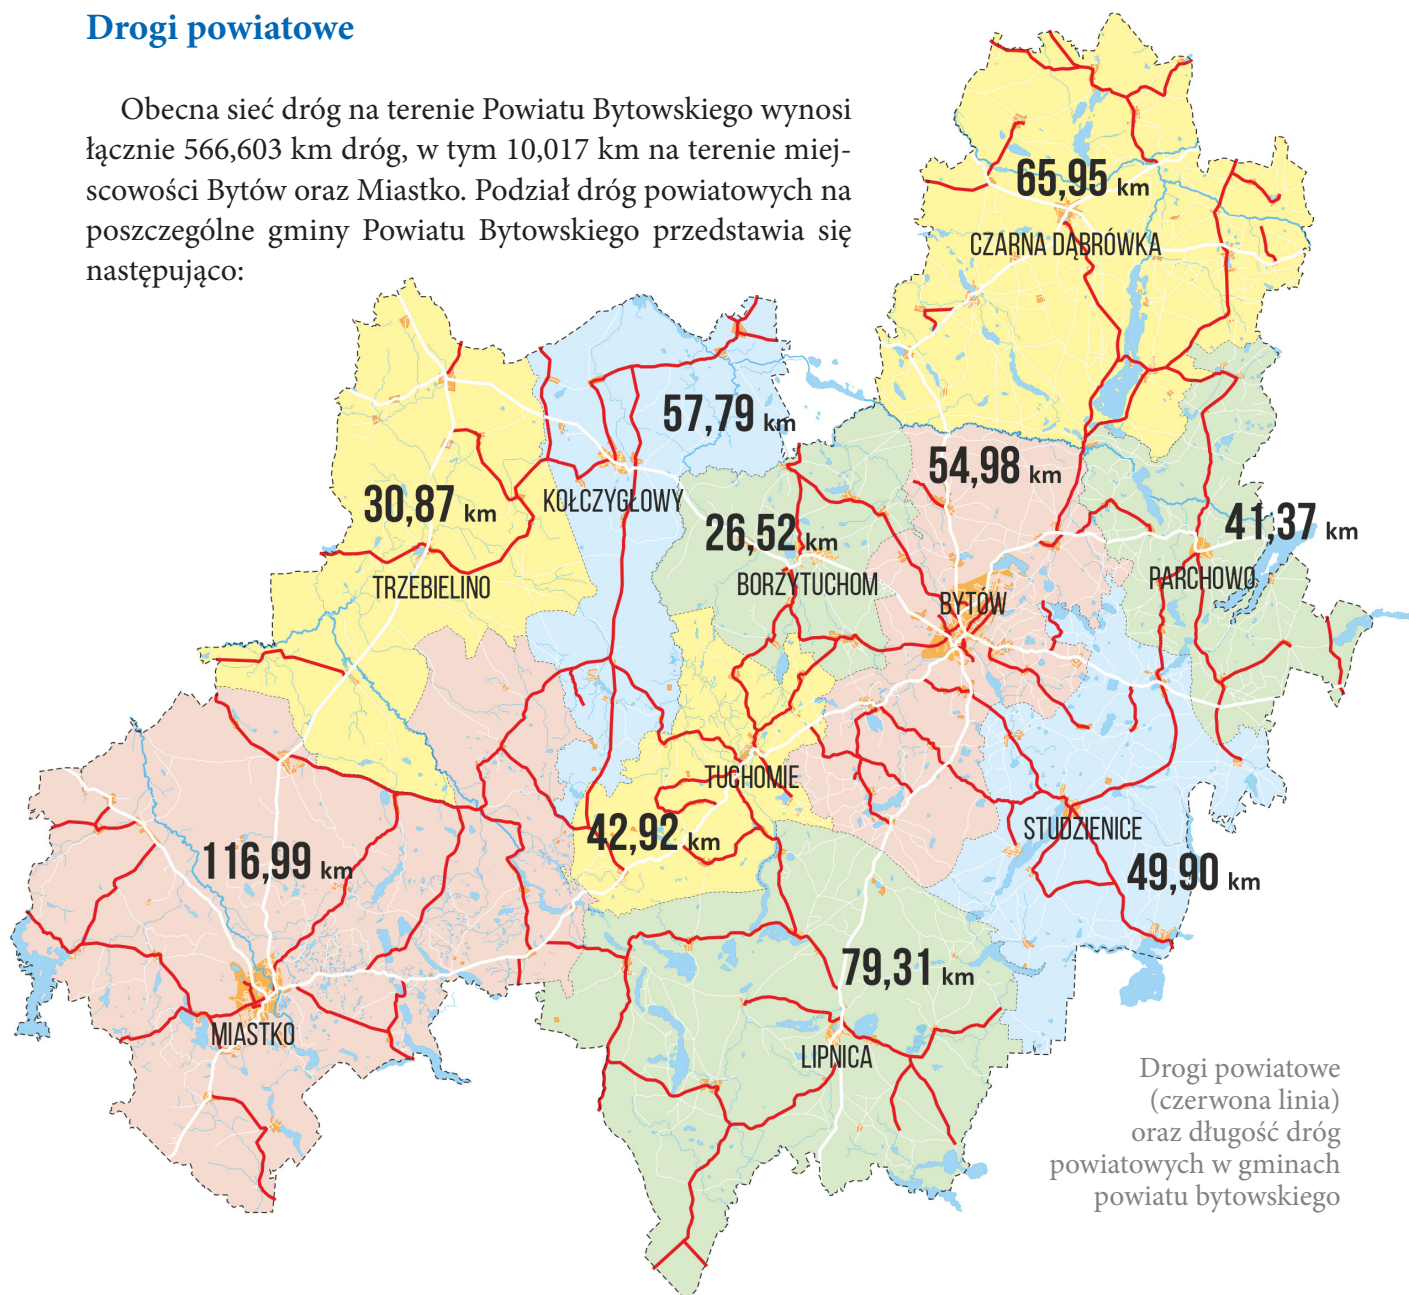 Drogi powiatowe
Obecna sieć dróg na terenie Powiatu Bytowskiego wynosi
łącznie 566,603 km dróg, w tym 10,017 km na terenie miej-
scowości Bytów oraz Miastko. Podział dróg powiatowych na
poszczególne gminy Powiatu Bytowskiego przedstawia się
następująco:
65,95 km
CZARNA DĄBRÓWKA
57,79 km
KOŁCZYGŁOWY
54,98 km
BYTÓW
30,87 km
TRZEBIELINO
26,52 km
BORZYTUCHOM
41,37 km
PARCHOWO
TUCHOMIE
42,92 km
STUDZIENICE
49,90 km
116,99 km
MIASTKO
79,31 km
LIPNICA
Drogi powiatowe
(czerwona linia)
oraz długość dróg
powiatowych w gminach
powiatu bytowskiego